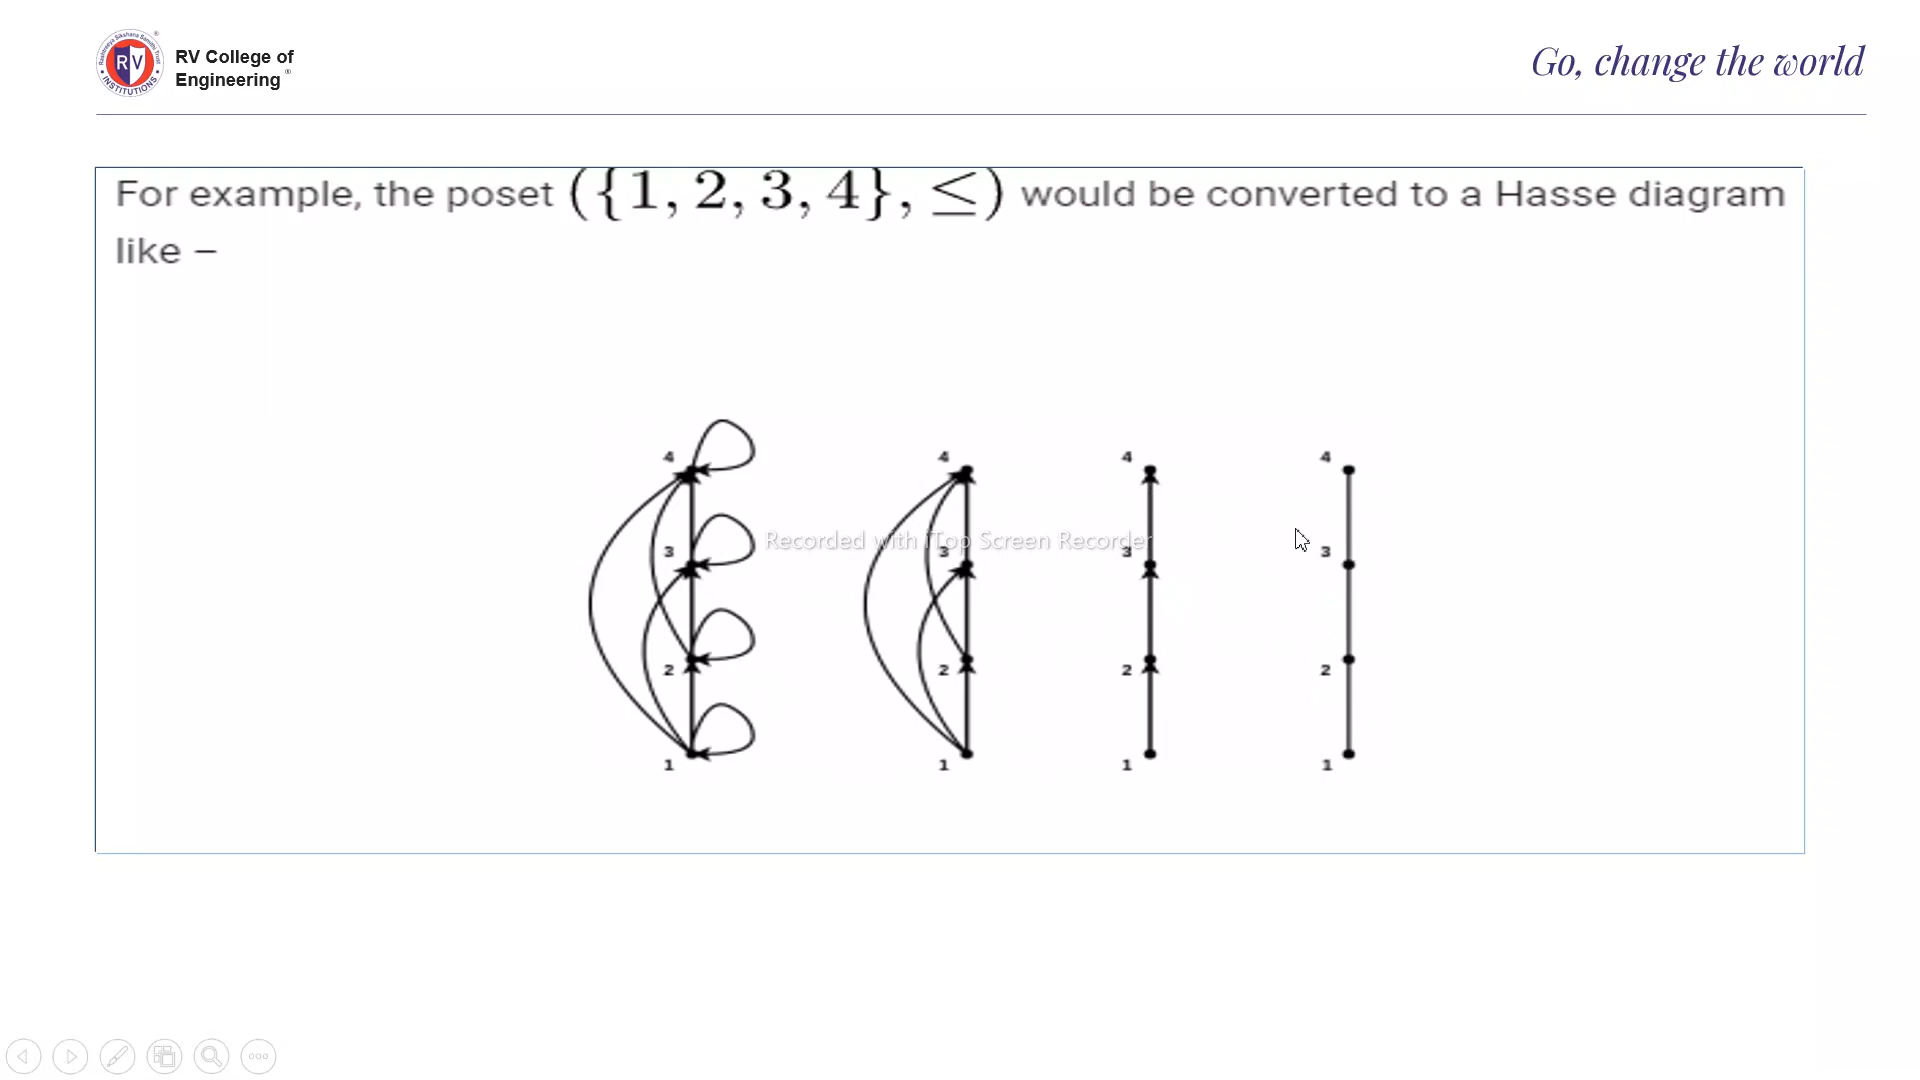 RV College of
Engineering ®
Go, change the world
For example, the poset ({1, 2, 3, 4}, ≤) would be converted to a Hasse diagram
like –
4 4 4 4
Recorded with iTop Screen Recorder
3 3 3 3
2 2 2 2
1 1 1 1
RV
INSTITUTIONS